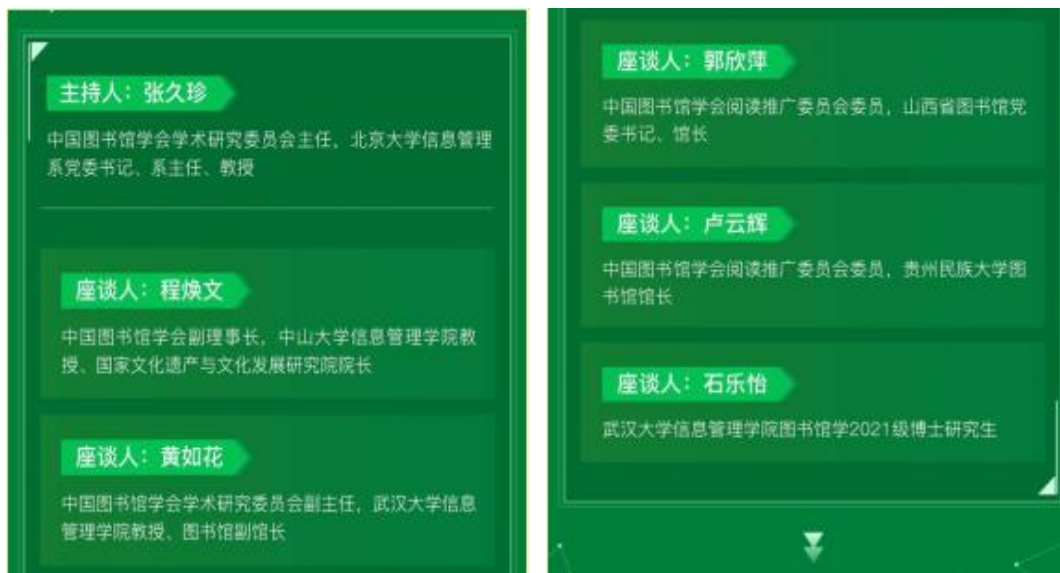 主持人：张久珍
中国图书馆学会学术研究委员会主任，北京大学信息管理
系党委书记、系主任、教授
座谈人：程焕文
中国图书馆学会副理事长，中山大学信息管理学院教
授、国家文化遗产与文化发展研究院院长
座谈人：黄如花
中国图书馆学会学术研究委员会副主任，武汉大学信息
管理学院教授、图书馆副馆长
座谈人：郭欣萍
中国图书馆学会阅读推广委员会委员，山西省图书馆党
委书记、馆长
座谈人：卢云辉
中国图书馆学会阅读推广委员会委员，贵州民族大学图
书馆馆长
座谈人：石乐怡
武汉大学信息管理学院图书馆学2021级博士研究生